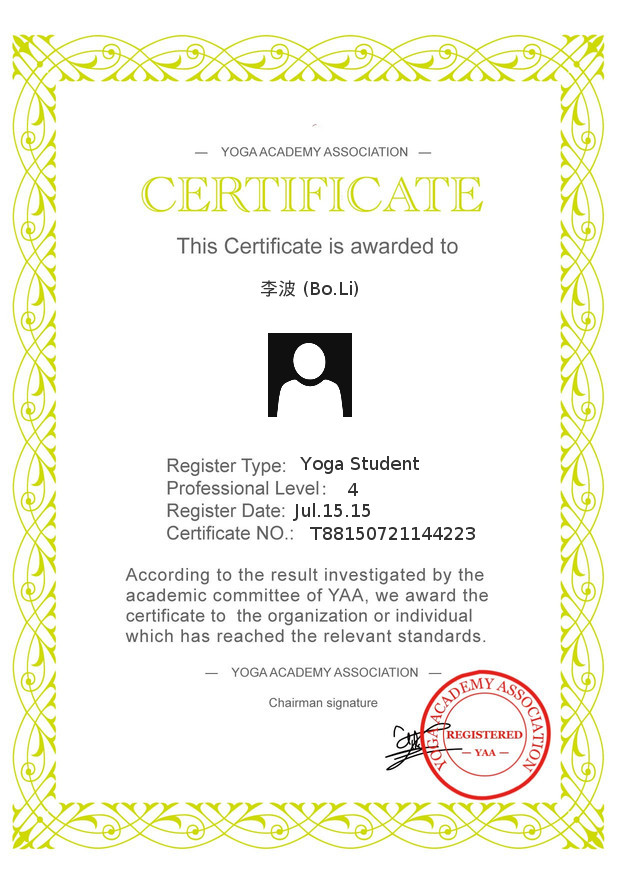 — YOGA ACADEMY ASSOCIATION —
CERTIFICATE
This Certificate is awarded to
李波 (Bo.Li)
Register Type: Yoga Student
Professional Level： 4
Register Date: Jul.15.15
Certificate NO.: T88150721144223
According to the result investigated by the
academic committee of YAA, we award the
certificate to the organization or individual
which has reached the relevant standards.
— YOGA ACADEMY ASSOCIATION —
Chairman signature
YOGA ACADEMY ASSOCIATION
REGISTERED
— YAA —